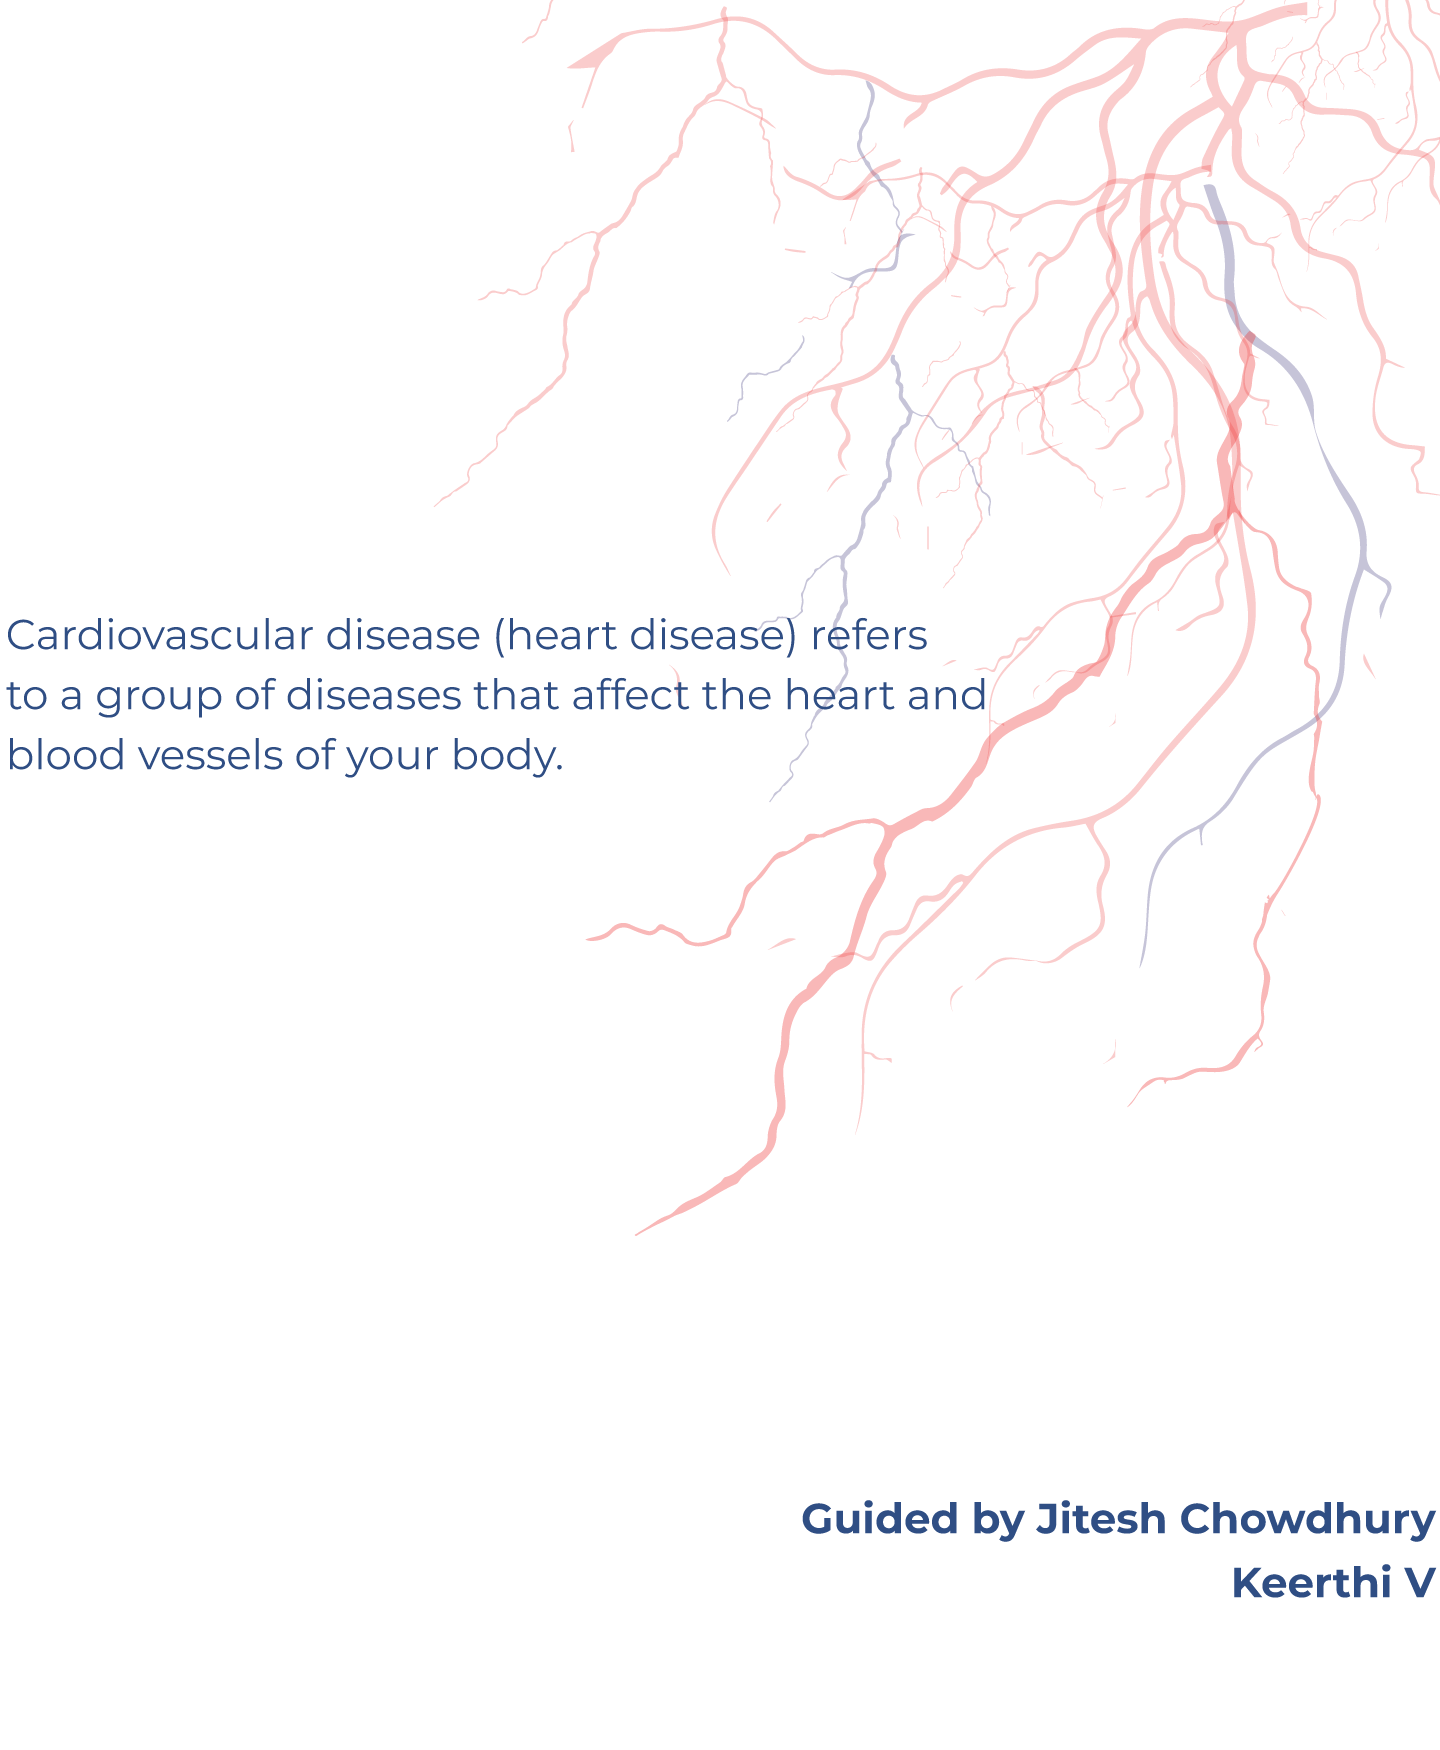 Cardiovascular disease (heart disease) refers
to a group of diseases that affect the heart and
blood vessels of your body.
Guided by Jitesh Chowdhury
Keerthi V